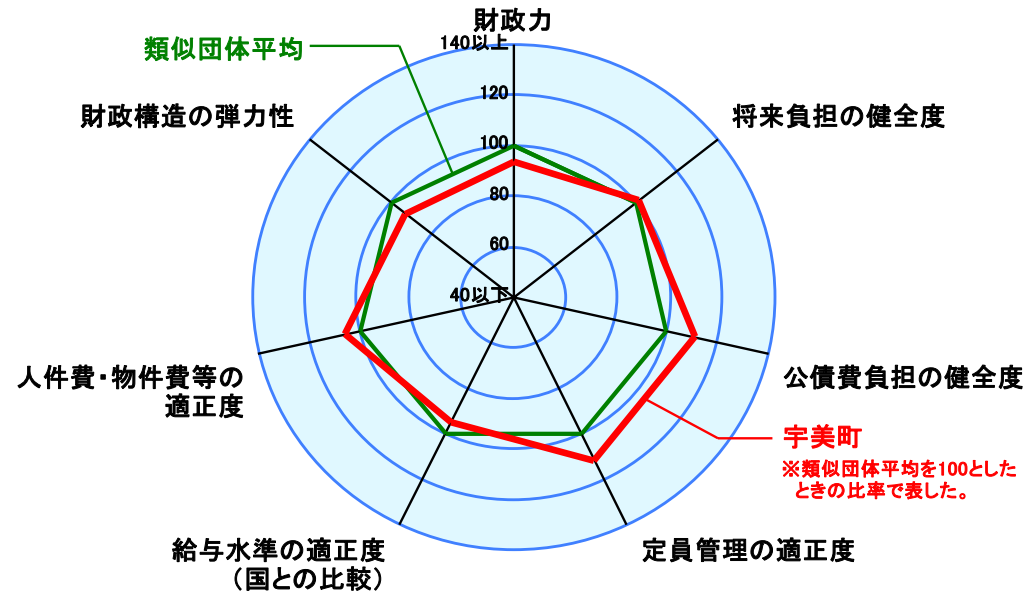 財政力
140以上
120
100
80
60
40以下
類似団体平均
財政構造の弾力性
将来負担の健全度
人件費・物件費等の
適正度
公債費負担の健全度
宇美町
※類似団体平均を100とした
ときの比率で表した。
給与水準の適正度
（国との比較）
定員管理の適正度